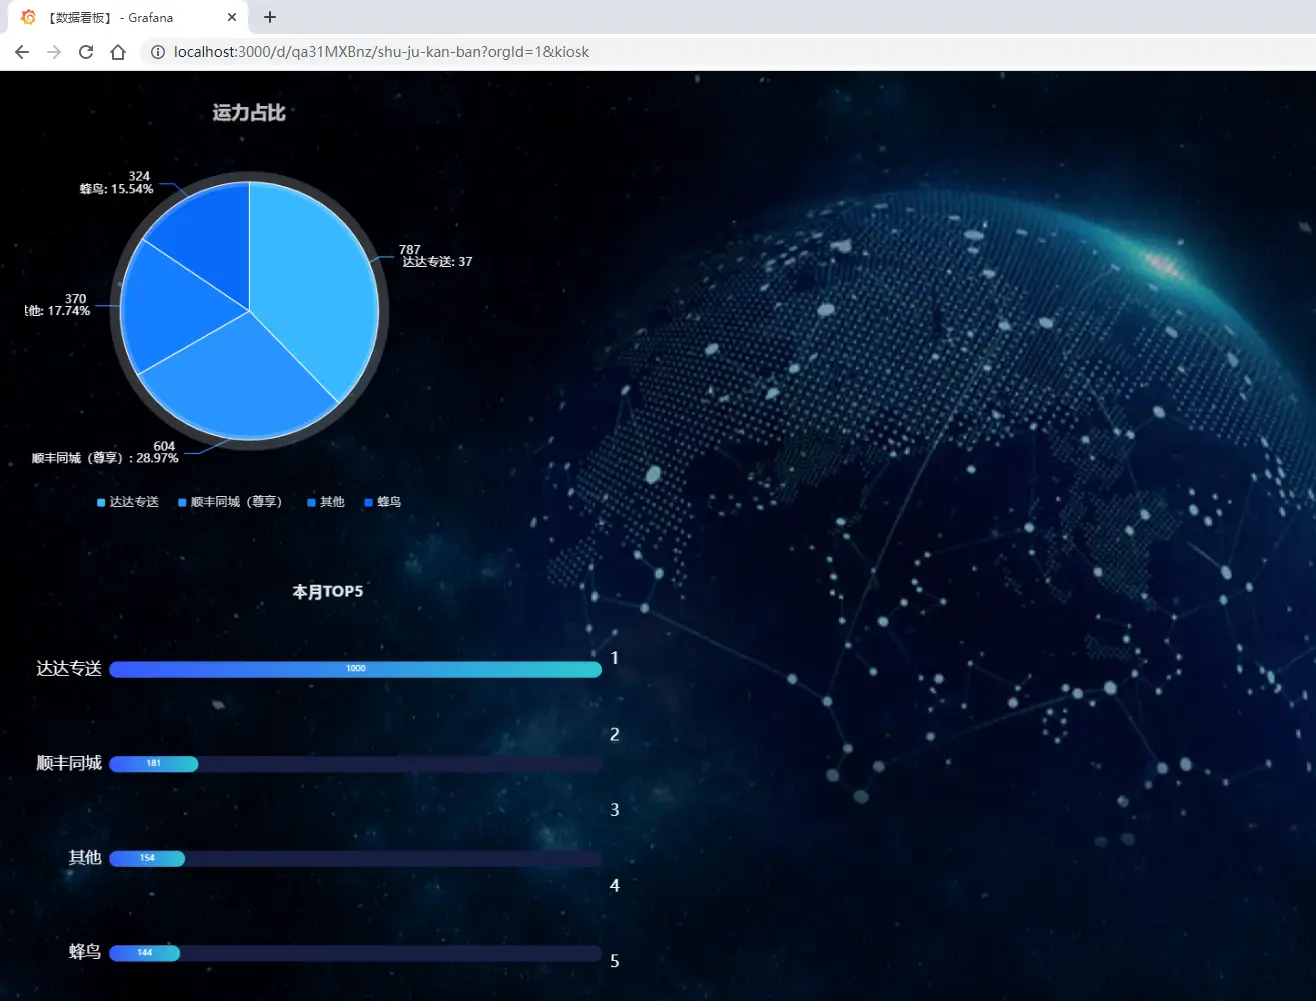 【数据看板】 - Grafana
localhost:3000/d/qa31MXBnz/shu-ju-kan-ban?orgId=1&kiosk
运力占比
324
蜂鸟: 15.54%
787
达达专送: 37
370
他: 17.74%
604
顺丰同城（尊享）: 28.97%
达达专送 顺丰同城（尊享） 其他 蜂鸟
本月TOP5
达达专送 1000 1
2
顺丰同城 181
3
其他 154
4
蜂鸟 144 5